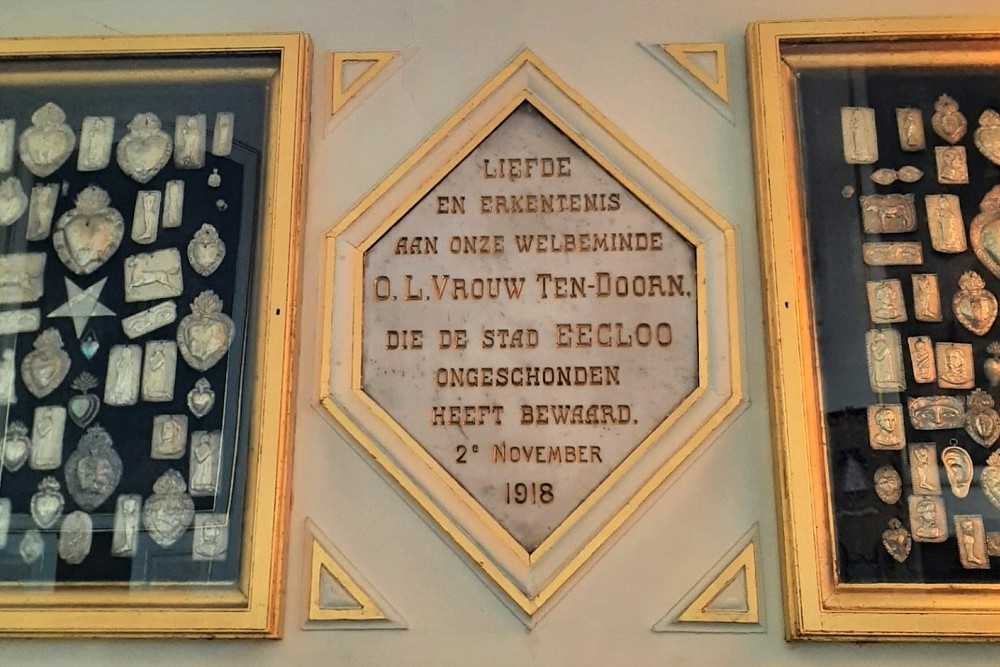 LIEFDE
EN ERKENTENIS
AAN ONZE WELBEMINDE
O. L. VROUW TEN-DOORN,
DIE DE STAD EECLOO
ONGESCHONDEN
HEEFT BEWAARD.
2e NOVEMBER
1918